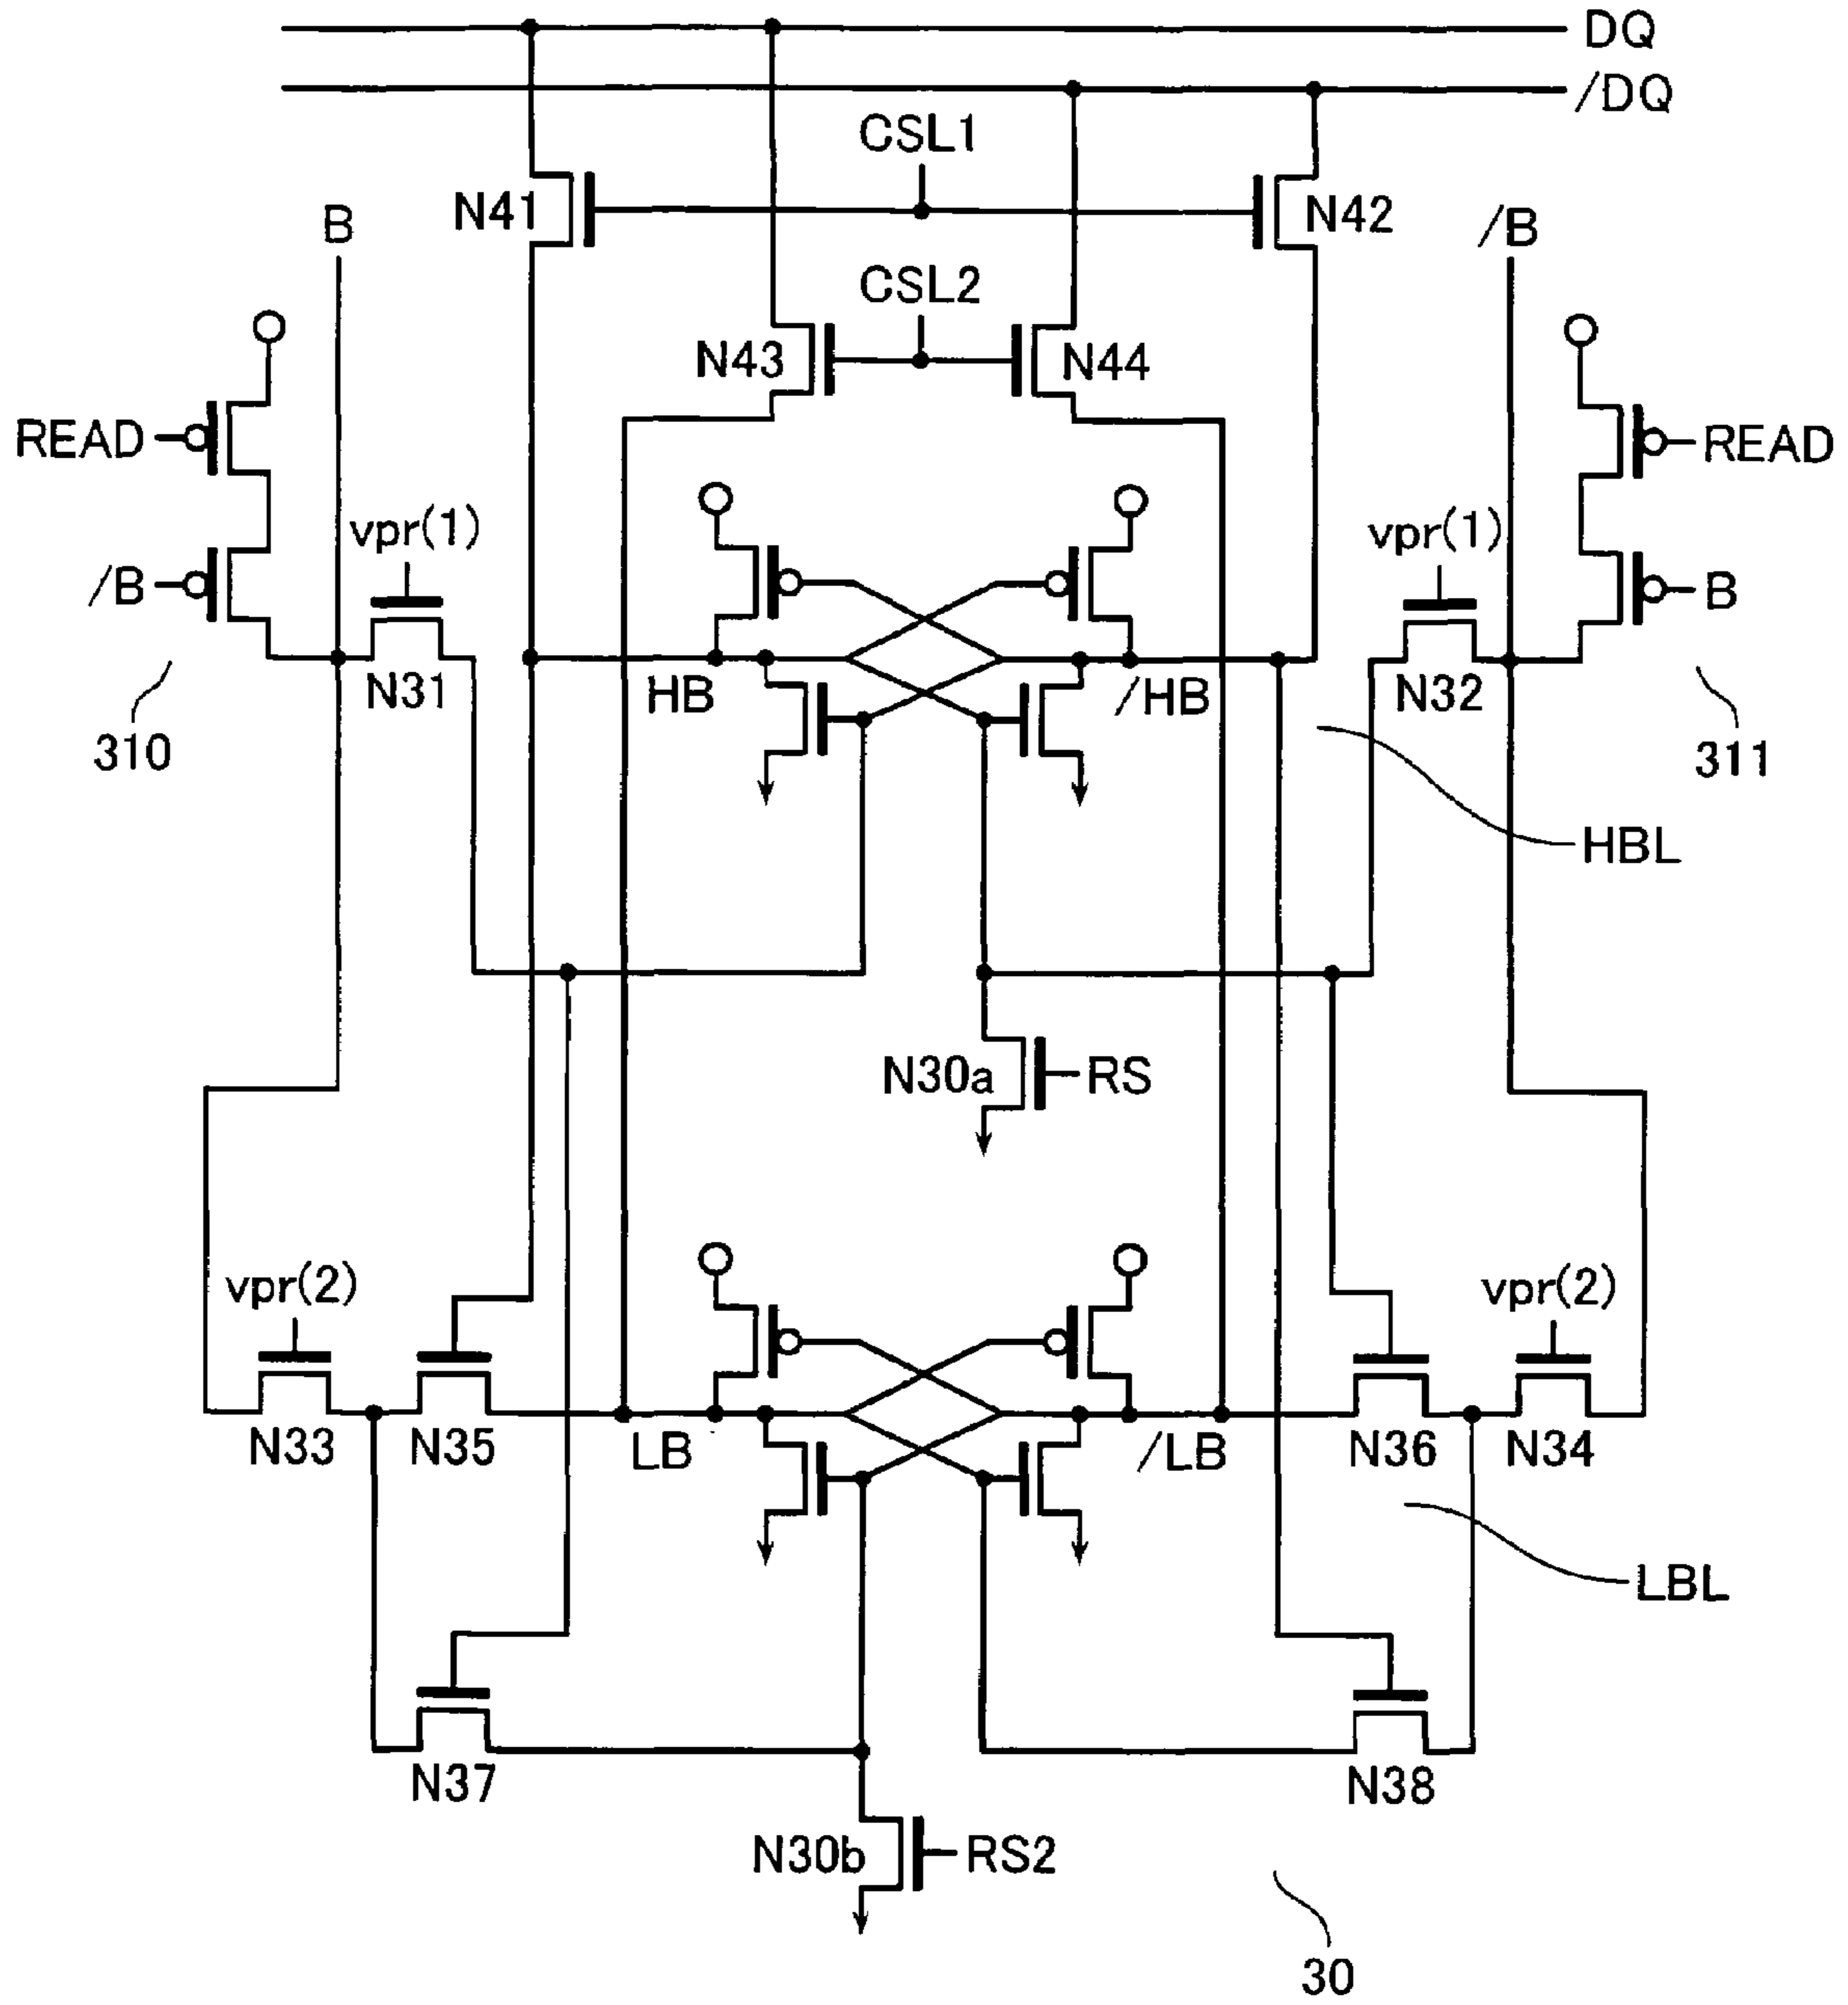 DQ
/DQ
CSL1
N41
N42
B
/B
CSL2
N43
N44
READ
READ
vpr(1)
vpr(1)
/B
B
N31
HB
/HB
N32
310
311
HBL
N30a
RS
vpr(2)
vpr(2)
N33
N35
LB
/LB
N36
N34
LBL
N37
N38
N30b
RS2
30